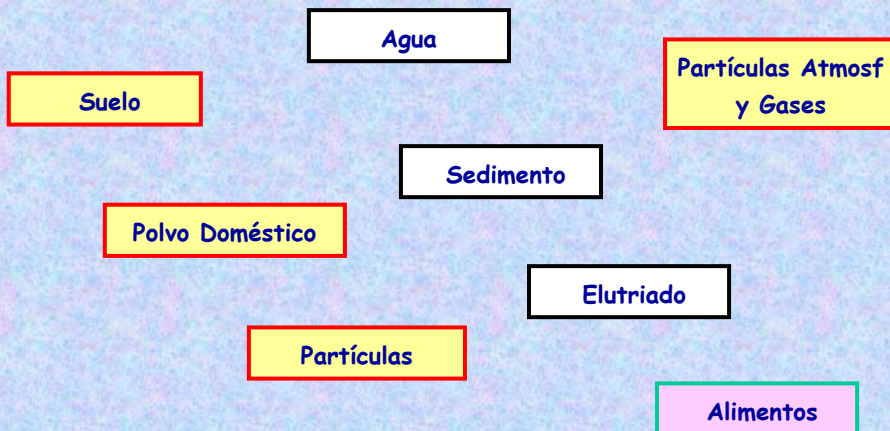 Agua
Partículas Atmosf
y Gases
Suelo
Sedimento
Polvo Doméstico
Elutriado
Partículas
Alimentos